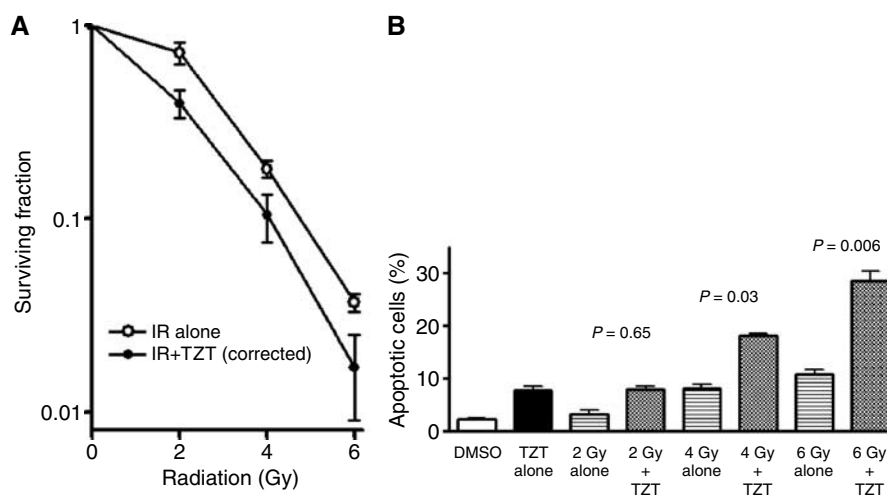 A
1
0.1
0.01
Surviving fraction
IR alone
IR+TZT (corrected)
0 2 4 6
Radiation (Gy)
B
Apoptotic cells (%)
30
20
10
0
P = 0.65
P = 0.03
P = 0.006
DMSO
TZT
alone
2 Gy
alone
2 Gy
+
TZT
4 Gy
alone
4 Gy
+
TZT
6 Gy
alone
6 Gy
+
TZT